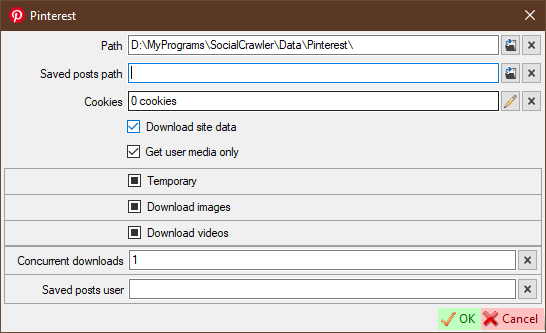 Pinterest
Path D:\MyPrograms\SocialCrawler\Data\Pinterest\
Saved posts path
Cookies 0 cookies
Download site data
Get user media only
Temporary
Download images
Download videos
Concurrent downloads 1
Saved posts user
OK Cancel